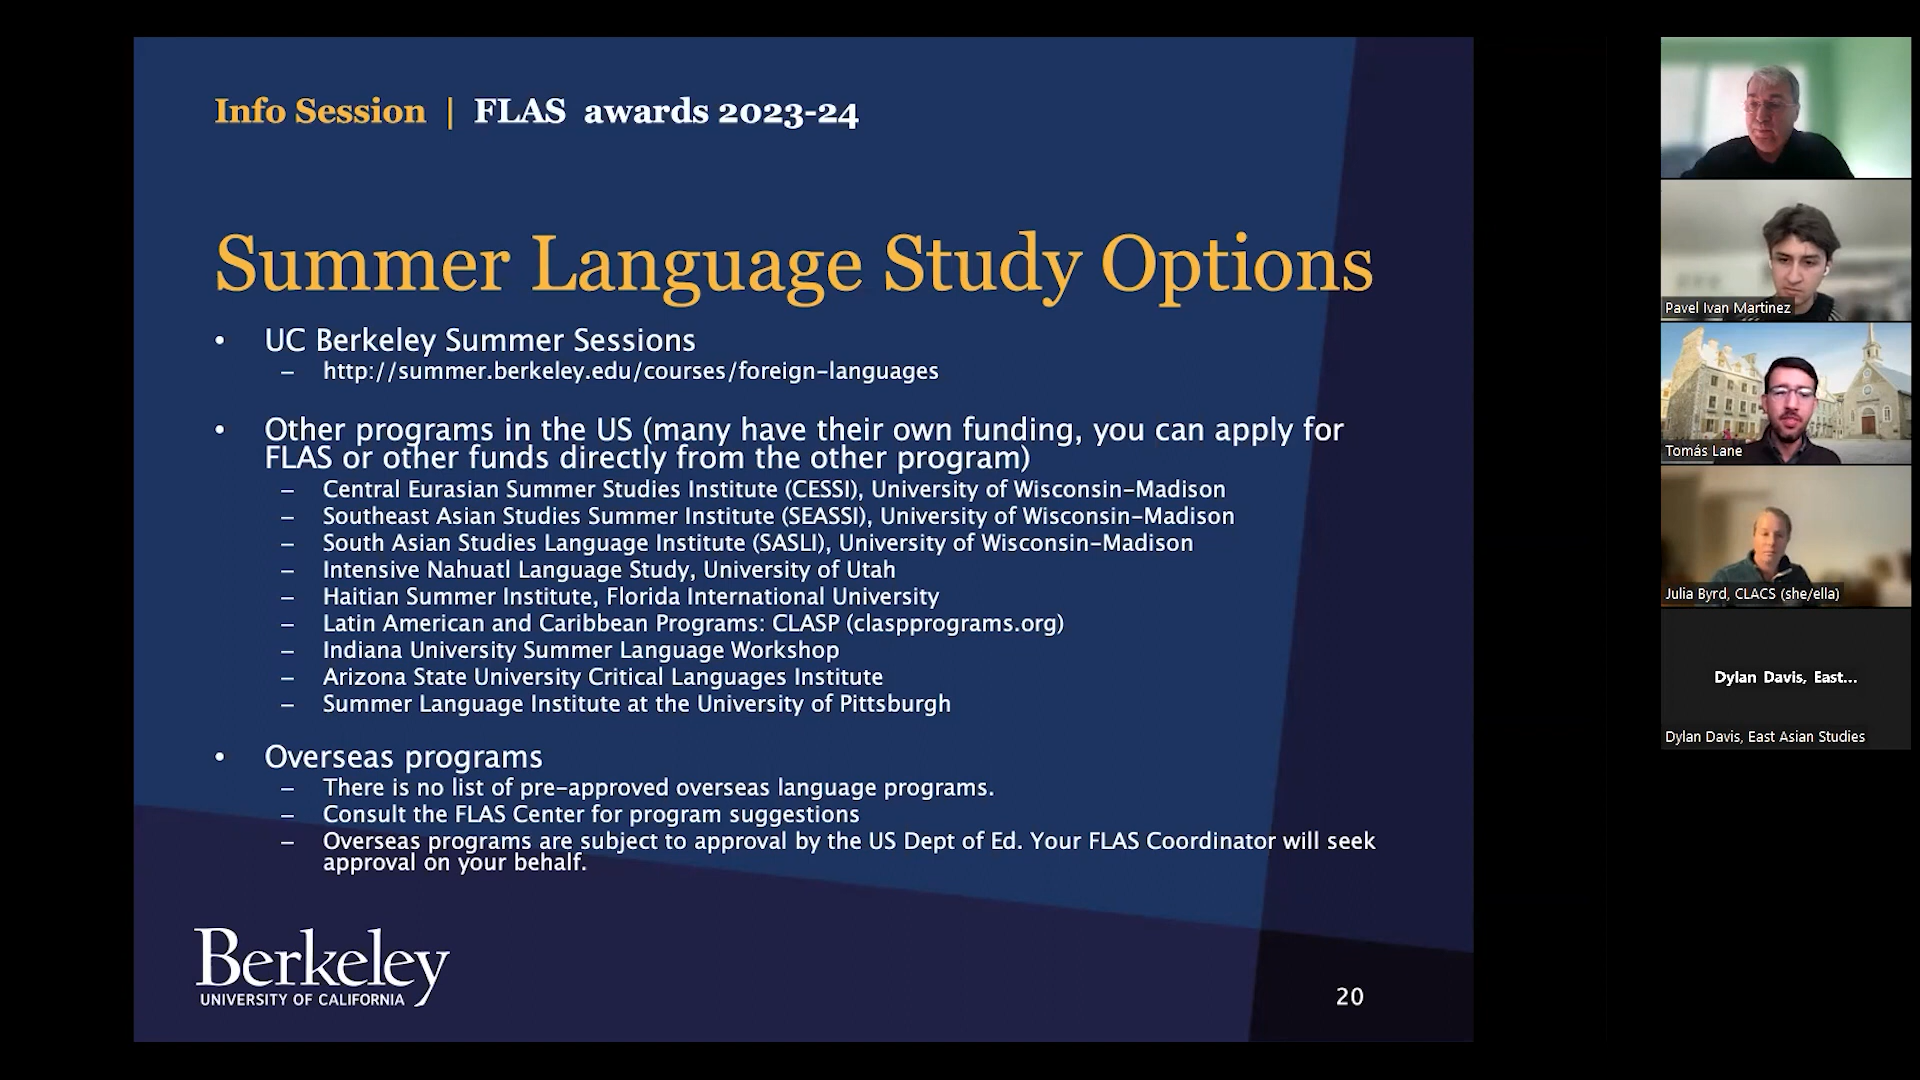 Info Session | FLAS awards 2023-24
Summer Language Study Options
• UC Berkeley Summer Sessions
– http://summer.berkeley.edu/courses/foreign-languages
• Other programs in the US (many have their own funding, you can apply for
FLAS or other funds directly from the other program)
– Central Eurasian Summer Studies Institute (CESSI), University of Wisconsin-Madison
– Southeast Asian Studies Summer Institute (SEASSI), University of Wisconsin-Madison
– South Asian Studies Language Institute (SASLI), University of Wisconsin-Madison
– Intensive Nahuatl Language Study, University of Utah
– Haitian Summer Institute, Florida International University
– Latin American and Caribbean Programs: CLASP (claspprograms.org)
– Indiana University Summer Language Workshop
– Arizona State University Critical Languages Institute
– Summer Language Institute at the University of Pittsburgh
• Overseas programs
– There is no list of pre-approved overseas language programs.
– Consult the FLAS Center for program suggestions
– Overseas programs are subject to approval by the US Dept of Ed. Your FLAS Coordinator will seek
approval on your behalf.
Berkeley
UNIVERSITY OF CALIFORNIA
20
Pavel Ivan Martinez
Tomás Lane
Julia Byrd, CLACS (she/ella)
Dylan Davis, East...
Dylan Davis, East Asian Studies